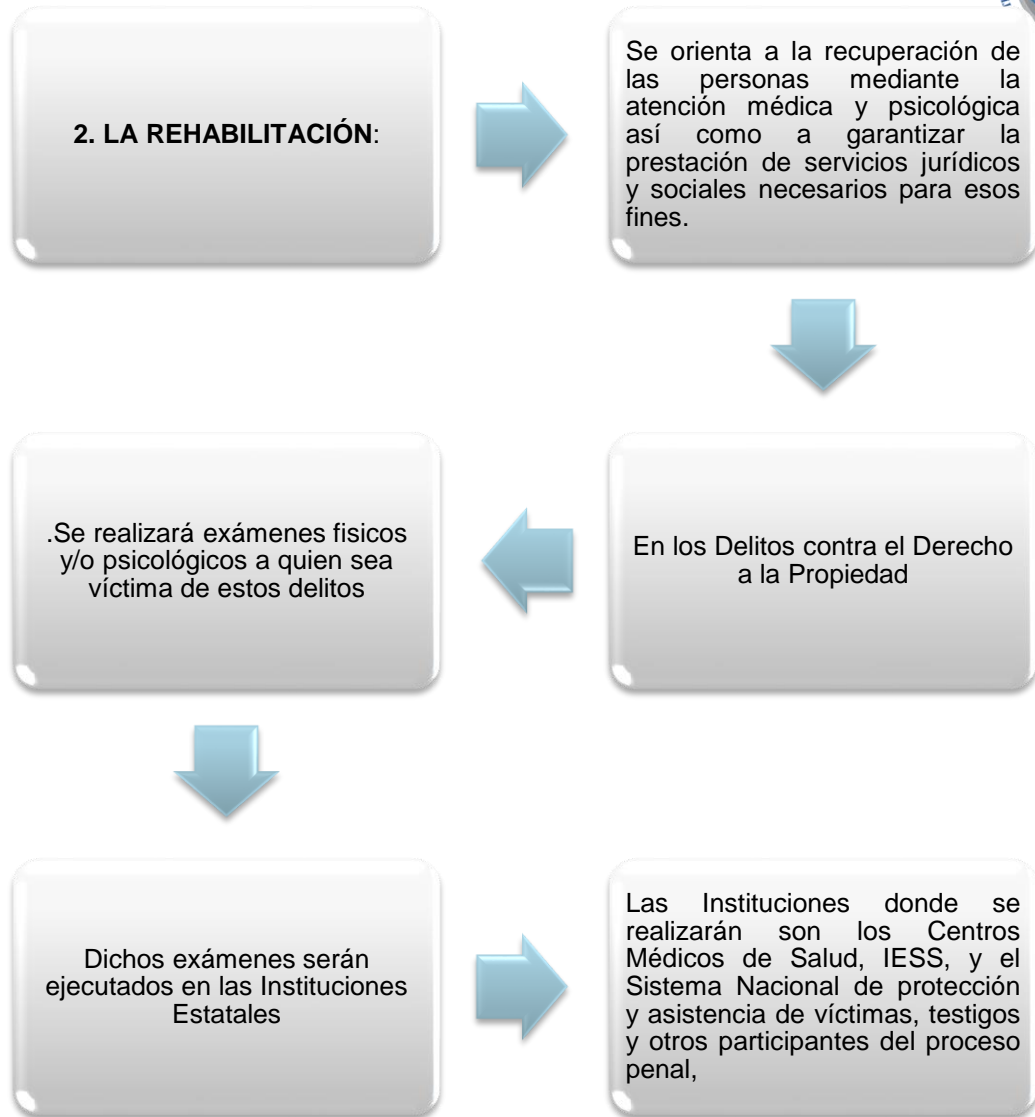 2. LA REHABILITACIÓN:
Se orienta a la recuperación de
las personas mediante la
atención médica y psicológica
así como a garantizar la
prestación de servicios jurídicos
y sociales necesarios para esos
fines.
En los Delitos contra el Derecho
a la Propiedad
.Se realizará exámenes fisicos
y/o psicológicos a quien sea
víctima de estos delitos
Dichos exámenes serán
ejecutados en las Instituciones
Estatales
Las Instituciones donde se
realizarán son los Centros
Médicos de Salud, IESS, y el
Sistema Nacional de protección
y asistencia de víctimas, testigos
y otros participantes del proceso
penal,